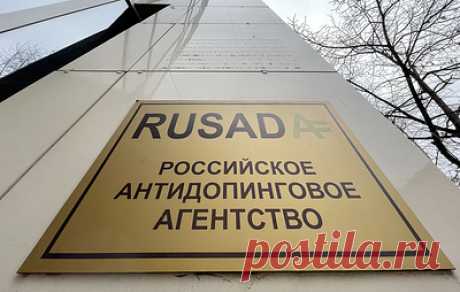 RUSADA
РОССИЙСКОЕ
АНТИДОПИНГОВОЕ
АГЕНТСТВО
postila.ru